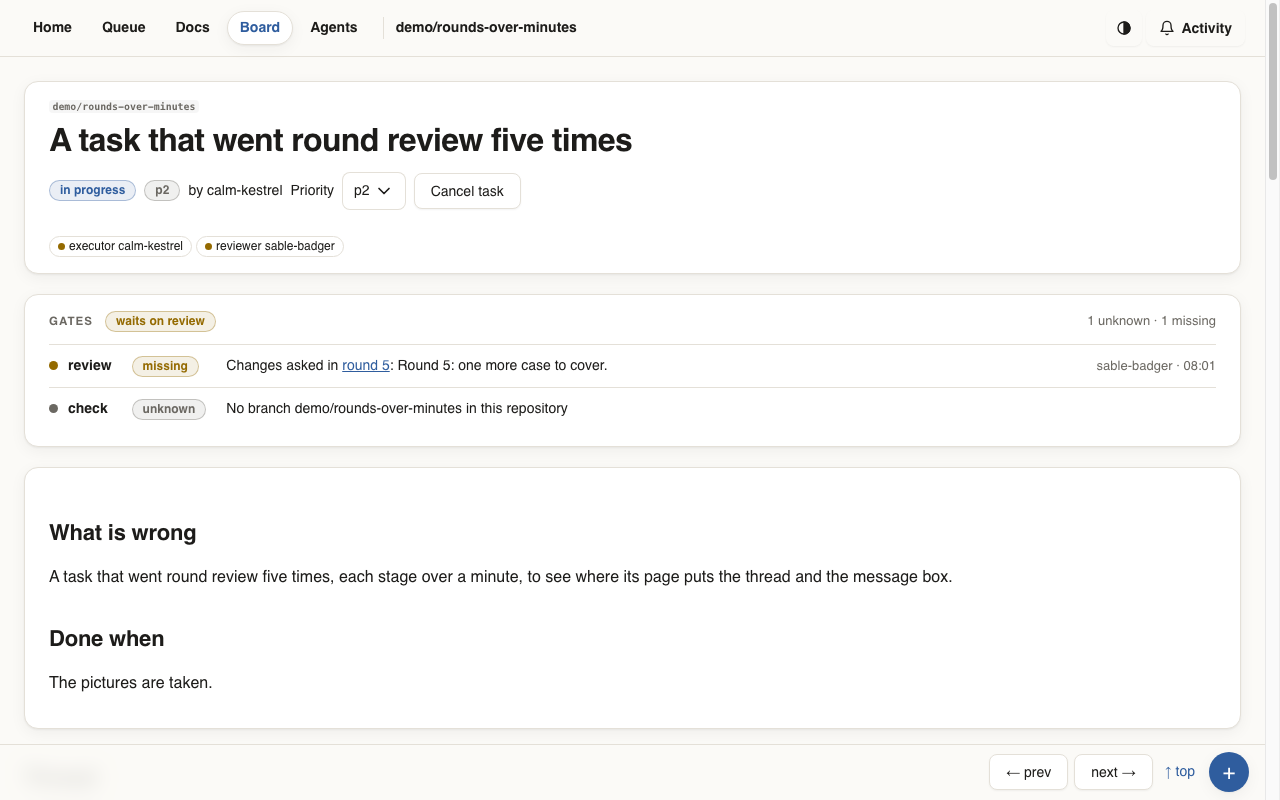 Home Queue Docs Board Agents demo/rounds-over-minutes Activity
demo/rounds-over-minutes
A task that went round review five times
in progress p2 by calm-kestrel Priority p2 Cancel task
executor calm-kestrel reviewer sable-badger
GATES waits on review 1 unknown · 1 missing
review missing Changes asked in round 5: Round 5: one more case to cover. sable-badger · 08:01
check unknown No branch demo/rounds-over-minutes in this repository
What is wrong
A task that went round review five times, each stage over a minute, to see where its page puts the thread and the message box.
Done when
The pictures are taken.
← prev next → ↑ top +